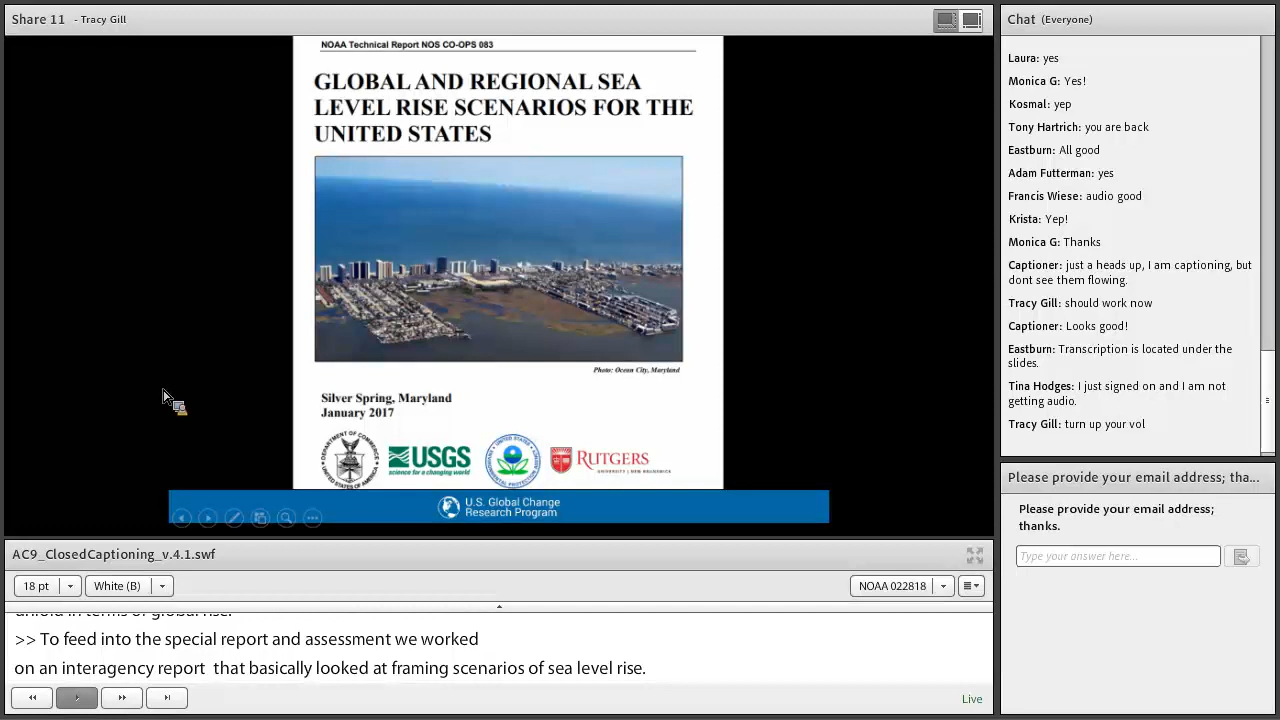 Share 11 - Tracy Gill
NOAA Technical Report NOS CO-OPS 083
GLOBAL AND REGIONAL SEA
LEVEL RISE SCENARIOS FOR THE
UNITED STATES
Photo: Ocean City, Maryland
Silver Spring, Maryland
January 2017
USGS
science for a changing world
RUTGERS
U.S. Global Change
Research Program
AC9_ClosedCaptioning_v.4.1.swf
18 pt
White (B)
NOAA 022818
unfold in terms of global rise.
>> To feed into the special report and assessment we worked
on an interagency report that basically looked at framing scenarios of sea level rise.
Live
Chat (Everyone)
Laura: yes
Monica G: Yes!
Kosmal: yep
Tony Hartrich: you are back
Eastburn: All good
Adam Futterman: yes
Francis Wiese: audio good
Krista: Yep!
Monica G: Thanks
Captioner: just a heads up, I am captioning, but
dont see them flowing.
Tracy Gill: should work now
Captioner: Looks good!
Eastburn: Transcription is located under the
slides.
Tina Hodges: I just signed on and I am not
getting audio.
Tracy Gill: turn up your vol
Please provide your email address; tha...
Please provide your email address;
thanks.
Type your answer here...